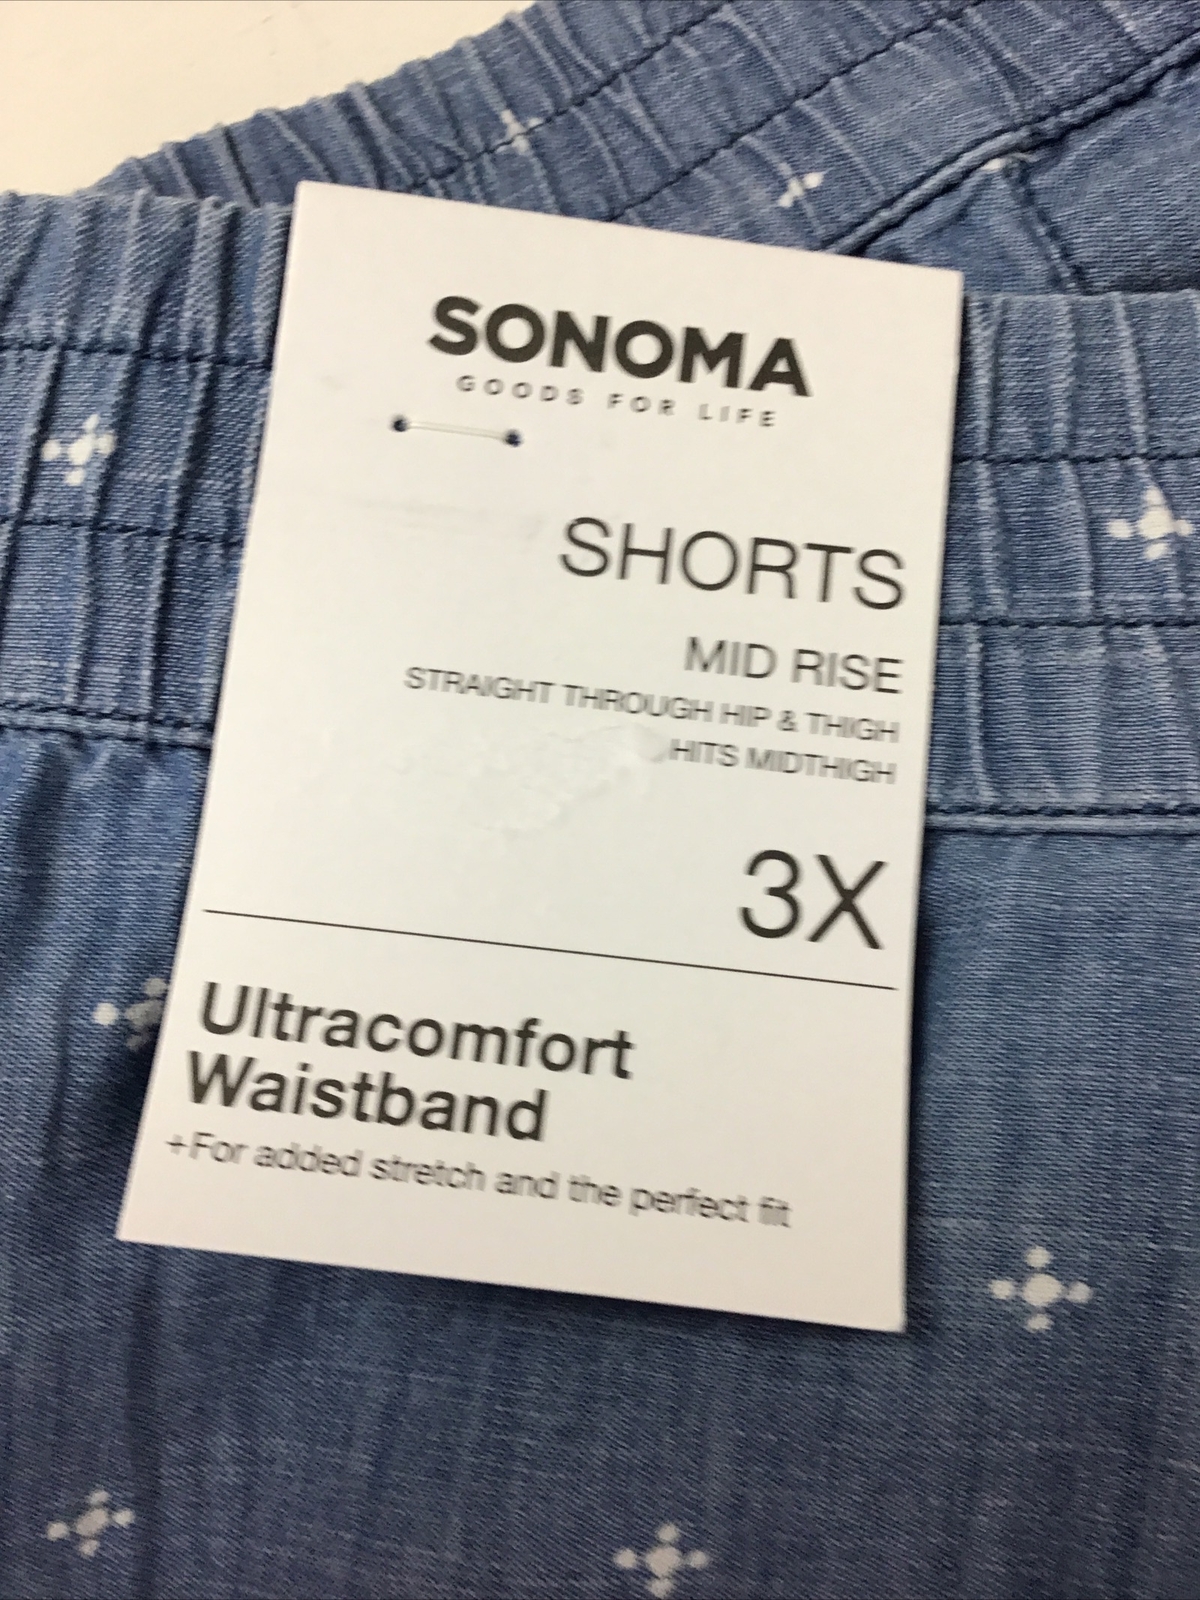 SONOMA
GOODS FOR LIFE
SHORTS
MID RISE
STRAIGHT THROUGH HIP & THIGH
HITS MIDTHIGH
3X
Ultracomfort
Waistband
+For added stretch and the perfect fit